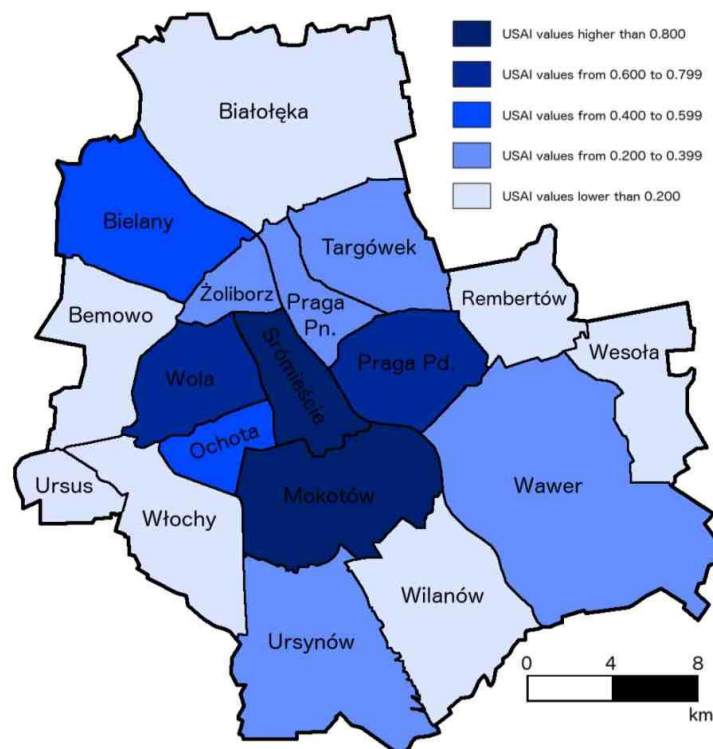 USAI values higher than 0.800
USAI values from 0.600 to 0.799
USAI values from 0.400 to 0.599
USAI values from 0.200 to 0.399
USAI values lower than 0.200
Białołęka
Bielany
Targówek
Żoliborz
Praga
Pn.
Rembertów
Bemowo
Wesoła
Śrómieście
Praga Pd.
Wola
Ochota
Ursus
Mokotów
Wawer
Włochy
Wilanów
Ursynów
0 4 8
km